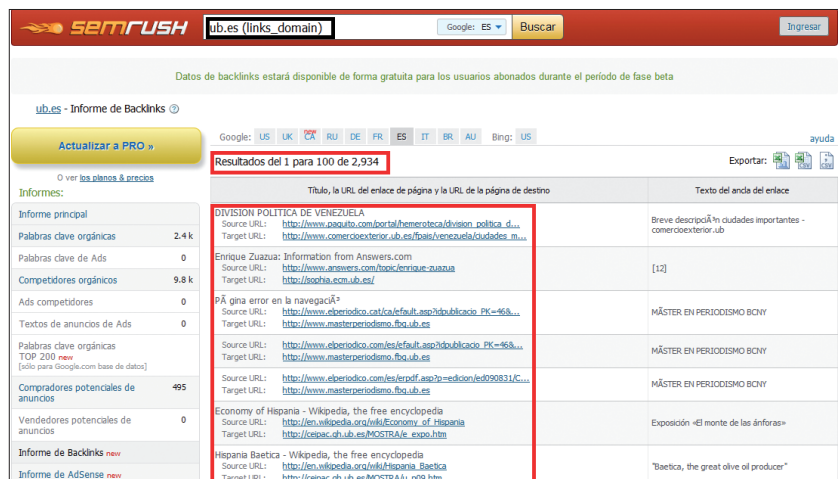 semrush
ub.es (links_domain)
Google: ES
Buscar
Ingresar
Datos de backlinks estará disponible de forma gratuita para los usuarios abonados durante el período de fase beta
ub.es - Informe de Backlnks
Actualizar a PRO »
O ver los planos & precios
Informes:
Informe principal
Palabras clave orgánicas 2.4 k
Palabras clave de Ads 0
Competidores orgánicos 9.8 k
Ads competidores 0
Textos de anuncios de Ads 0
Palabras clave orgánicas
TOP 200 new
[sólo para Google.com base de datos]
Compradores potenciales de
anuncios 495
Vendedores potenciales de
anuncios 0
Informe de Backlinks new
Informe de AdSense new
Google: US UK CA new RU DE FR ES IT BR AU Bing: US
ayuda
Resultados del 1 para 100 de 2,934
Exportar:
Título, la URL del enlace de página y la URL de la página de destino
Texto del ancla del enlace
DIVISION POLITICA DE VENEZUELA
Source URL: http://www.paquito.com/portal/hemeroteca/division_politica_d...
Target URL: http://www.comercioexterior.ub.es/fpais/venezuela/ciudades_m...
Breve descripciÃ³n ciudades importantes -
comercioexterior.ub
Enrique Zuazua: Information from Answers.com
Source URL: http://www.answers.com/topic/enrique-zuazua
Target URL: http://sophia.ecm.ub.es/
[12]
PÃ gina error en la navegaciÃ³
Source URL: http://www.elperiodico.cat/ca/efault.asp?idpublicacio_PK=46&...
Target URL: http://www.masterperiodismo.fbg.ub.es
MÃSTER EN PERIODISMO BCNY
Source URL: http://www.elperiodico.com/es/efault.asp?idpublicacio_PK=46&...
Target URL: http://www.masterperiodismo.fbg.ub.es
MÃSTER EN PERIODISMO BCNY
Source URL: http://www.elperiodico.com/es/erpdf.asp?p=edicion/ed090831/C...
Target URL: http://www.masterperiodismo.fbg.ub.es
MÃSTER EN PERIODISMO BCNY
Economy of Hispania - Wikipedia, the free encyclopedia
Source URL: http://en.wikipedia.org/wiki/Economy_of_Hispania
Target URL: http://ceipac.gh.ub.es/MOSTRA/e_expo.htm
Exposición «El monte de las ánforas»
Hispania Baetica - Wikipedia, the free encyclopedia
Source URL: http://en.wikipedia.org/wiki/Hispania_Baetica
Target URL: http://ceipac.gh.ub.es/MOSTRA/u_p09.htm
"Baetica, the great olive oil producer"